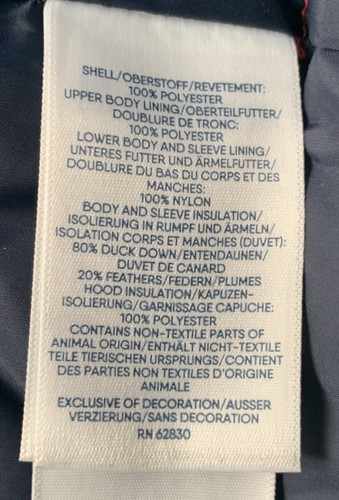 SHELL/OBERSTOFF/REVETEMENT:
100% POLYESTER
UPPER BODY LINING/OBERTEILFUTTER/
DOUBLURE DE TRONC:
100% POLYESTER
LOWER BODY AND SLEEVE LINING/
UNTERES FUTTER UND ÄRMELFUTTER/
DOUBLURE DU BAS DU CORPS ET DES
MANCHES:
100% NYLON
BODY AND SLEEVE INSULATION/
ISOLIERUNG IN RUMPF UND ÄRMELN/
ISOLATION CORPS ET MANCHES (DUVET):
80% DUCK DOWN/ENTENDAUNEN/
DUVET DE CANARD
20% FEATHERS/FEDERN/PLUMES
HOOD INSULATION/KAPUZEN-
ISOLIERUNG/GARNISSAGE CAPUCHE:
100% POLYESTER
CONTAINS NON-TEXTILE PARTS OF
ANIMAL ORIGIN/ENTHÄLT NICHT-TEXTILE
TEILE TIERISCHEN URSPRUNGS/CONTIENT
DES PARTIES NON TEXTILES D'ORIGINE
ANIMALE
EXCLUSIVE OF DECORATION/AUSSER
VERZIERUNG/SANS DECORATION
RN 62830